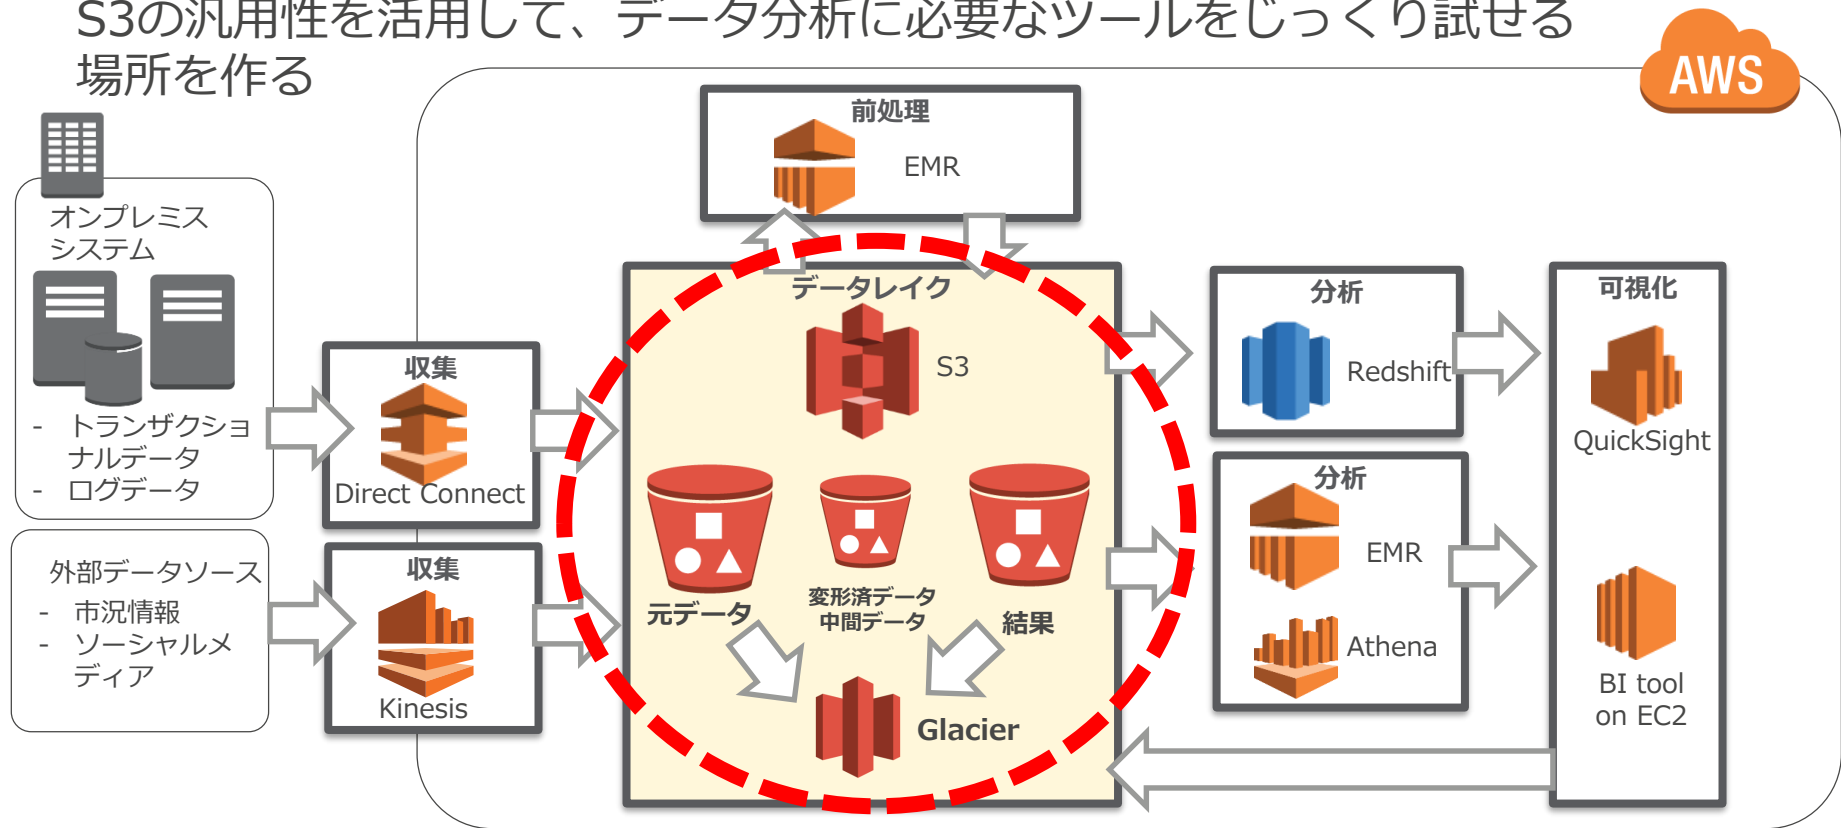 S3の汎用性を活用して、データ分析に必要なツールをじっくり試せる
場所を作る
AWS
前処理
EMR
オンプレミス
システム
- トランザクショ
ナルデータ
- ログデータ
外部データソース
- 市況情報
- ソーシャルメ
ディア
収集
Direct Connect
収集
Kinesis
データレイク
S3
元データ
変形済データ
中間データ
結果
Glacier
分析
Redshift
分析
EMR
Athena
可視化
QuickSight
BI tool
on EC2